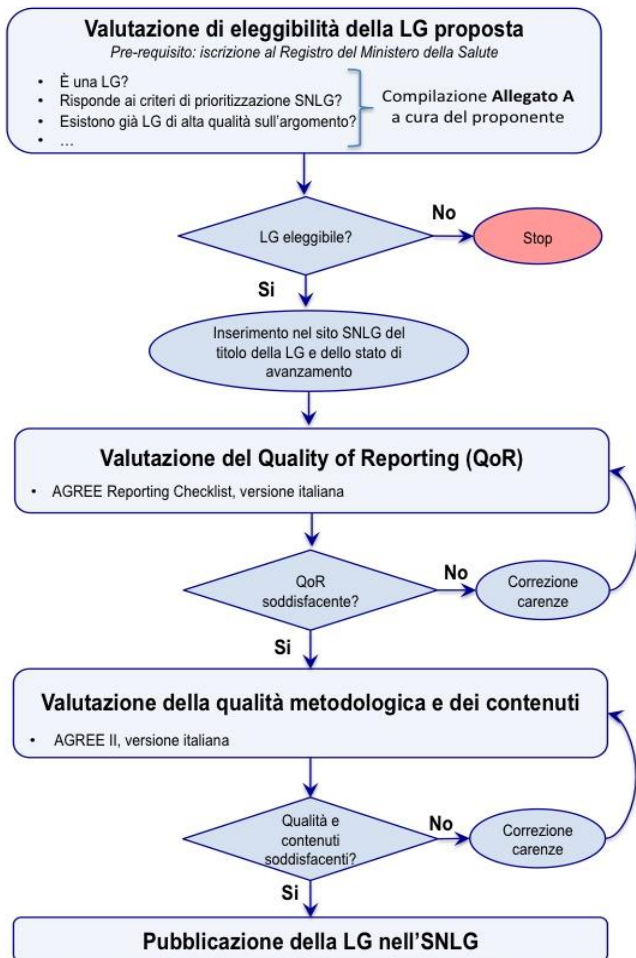 Valutazione di eleggibilità della LG proposta
Pre-requisito: iscrizione al Registro del Ministero della Salute
• È una LG?
• Risponde ai criteri di prioritizzazione SNLG?
• Esistono già LG di alta qualità sull'argomento?
• ...
Compilazione Allegato A
a cura del proponente
LG eleggibile?
No
Stop
Si
Inserimento nel sito SNLG del
titolo della LG e dello stato di
avanzamento
Valutazione del Quality of Reporting (QoR)
• AGREE Reporting Checklist, versione italiana
QoR
soddisfacente?
No
Correzione
carenze
Si
Valutazione della qualità metodologica e dei contenuti
• AGREE II, versione italiana
Qualità e
contenuti
soddisfacenti?
No
Correzione
carenze
Si
Pubblicazione della LG nell'SNLG